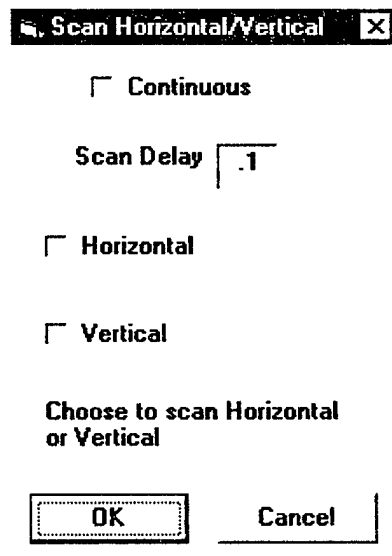 Scan Horizontal/Vertical
Continuous
Scan Delay .1
Horizontal
Vertical
Choose to scan Horizontal
or Vertical
OK Cancel